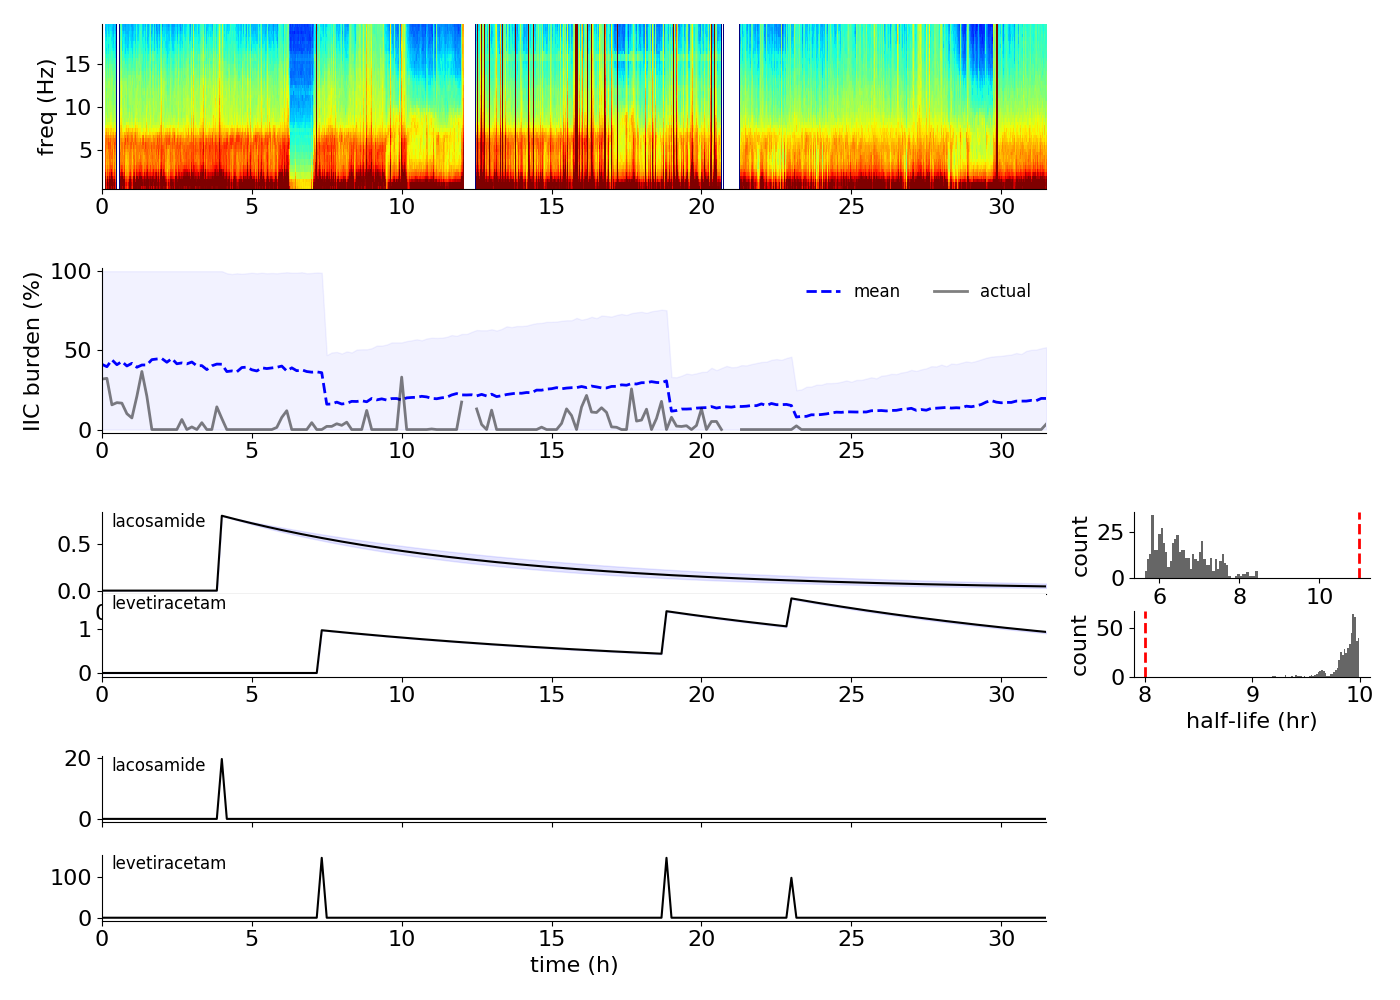 freq (Hz)
15
10
5
0 5 10 15 20 25 30
IIC burden (%)
100
50
0
mean actual
0 5 10 15 20 25 30
lacosamide
0.5
0.0
0
levetiracetam
1
0
0 5 10 15 20 25 30
count
25
0
6 8 10
count
50
0
8 9 10
half-life (hr)
lacosamide
20
0
levetiracetam
100
0
0 5 10 15 20 25 30
time (h)